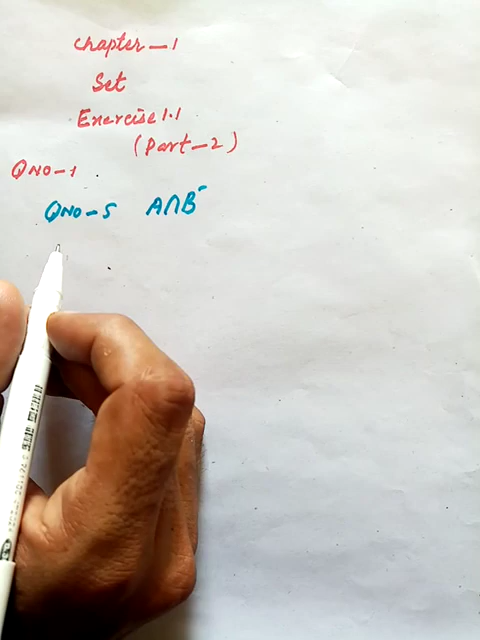 Chapter-1
Set
Exercise 1.1
(Part-2)
QNO-1.
QNO-5 A∩B‾